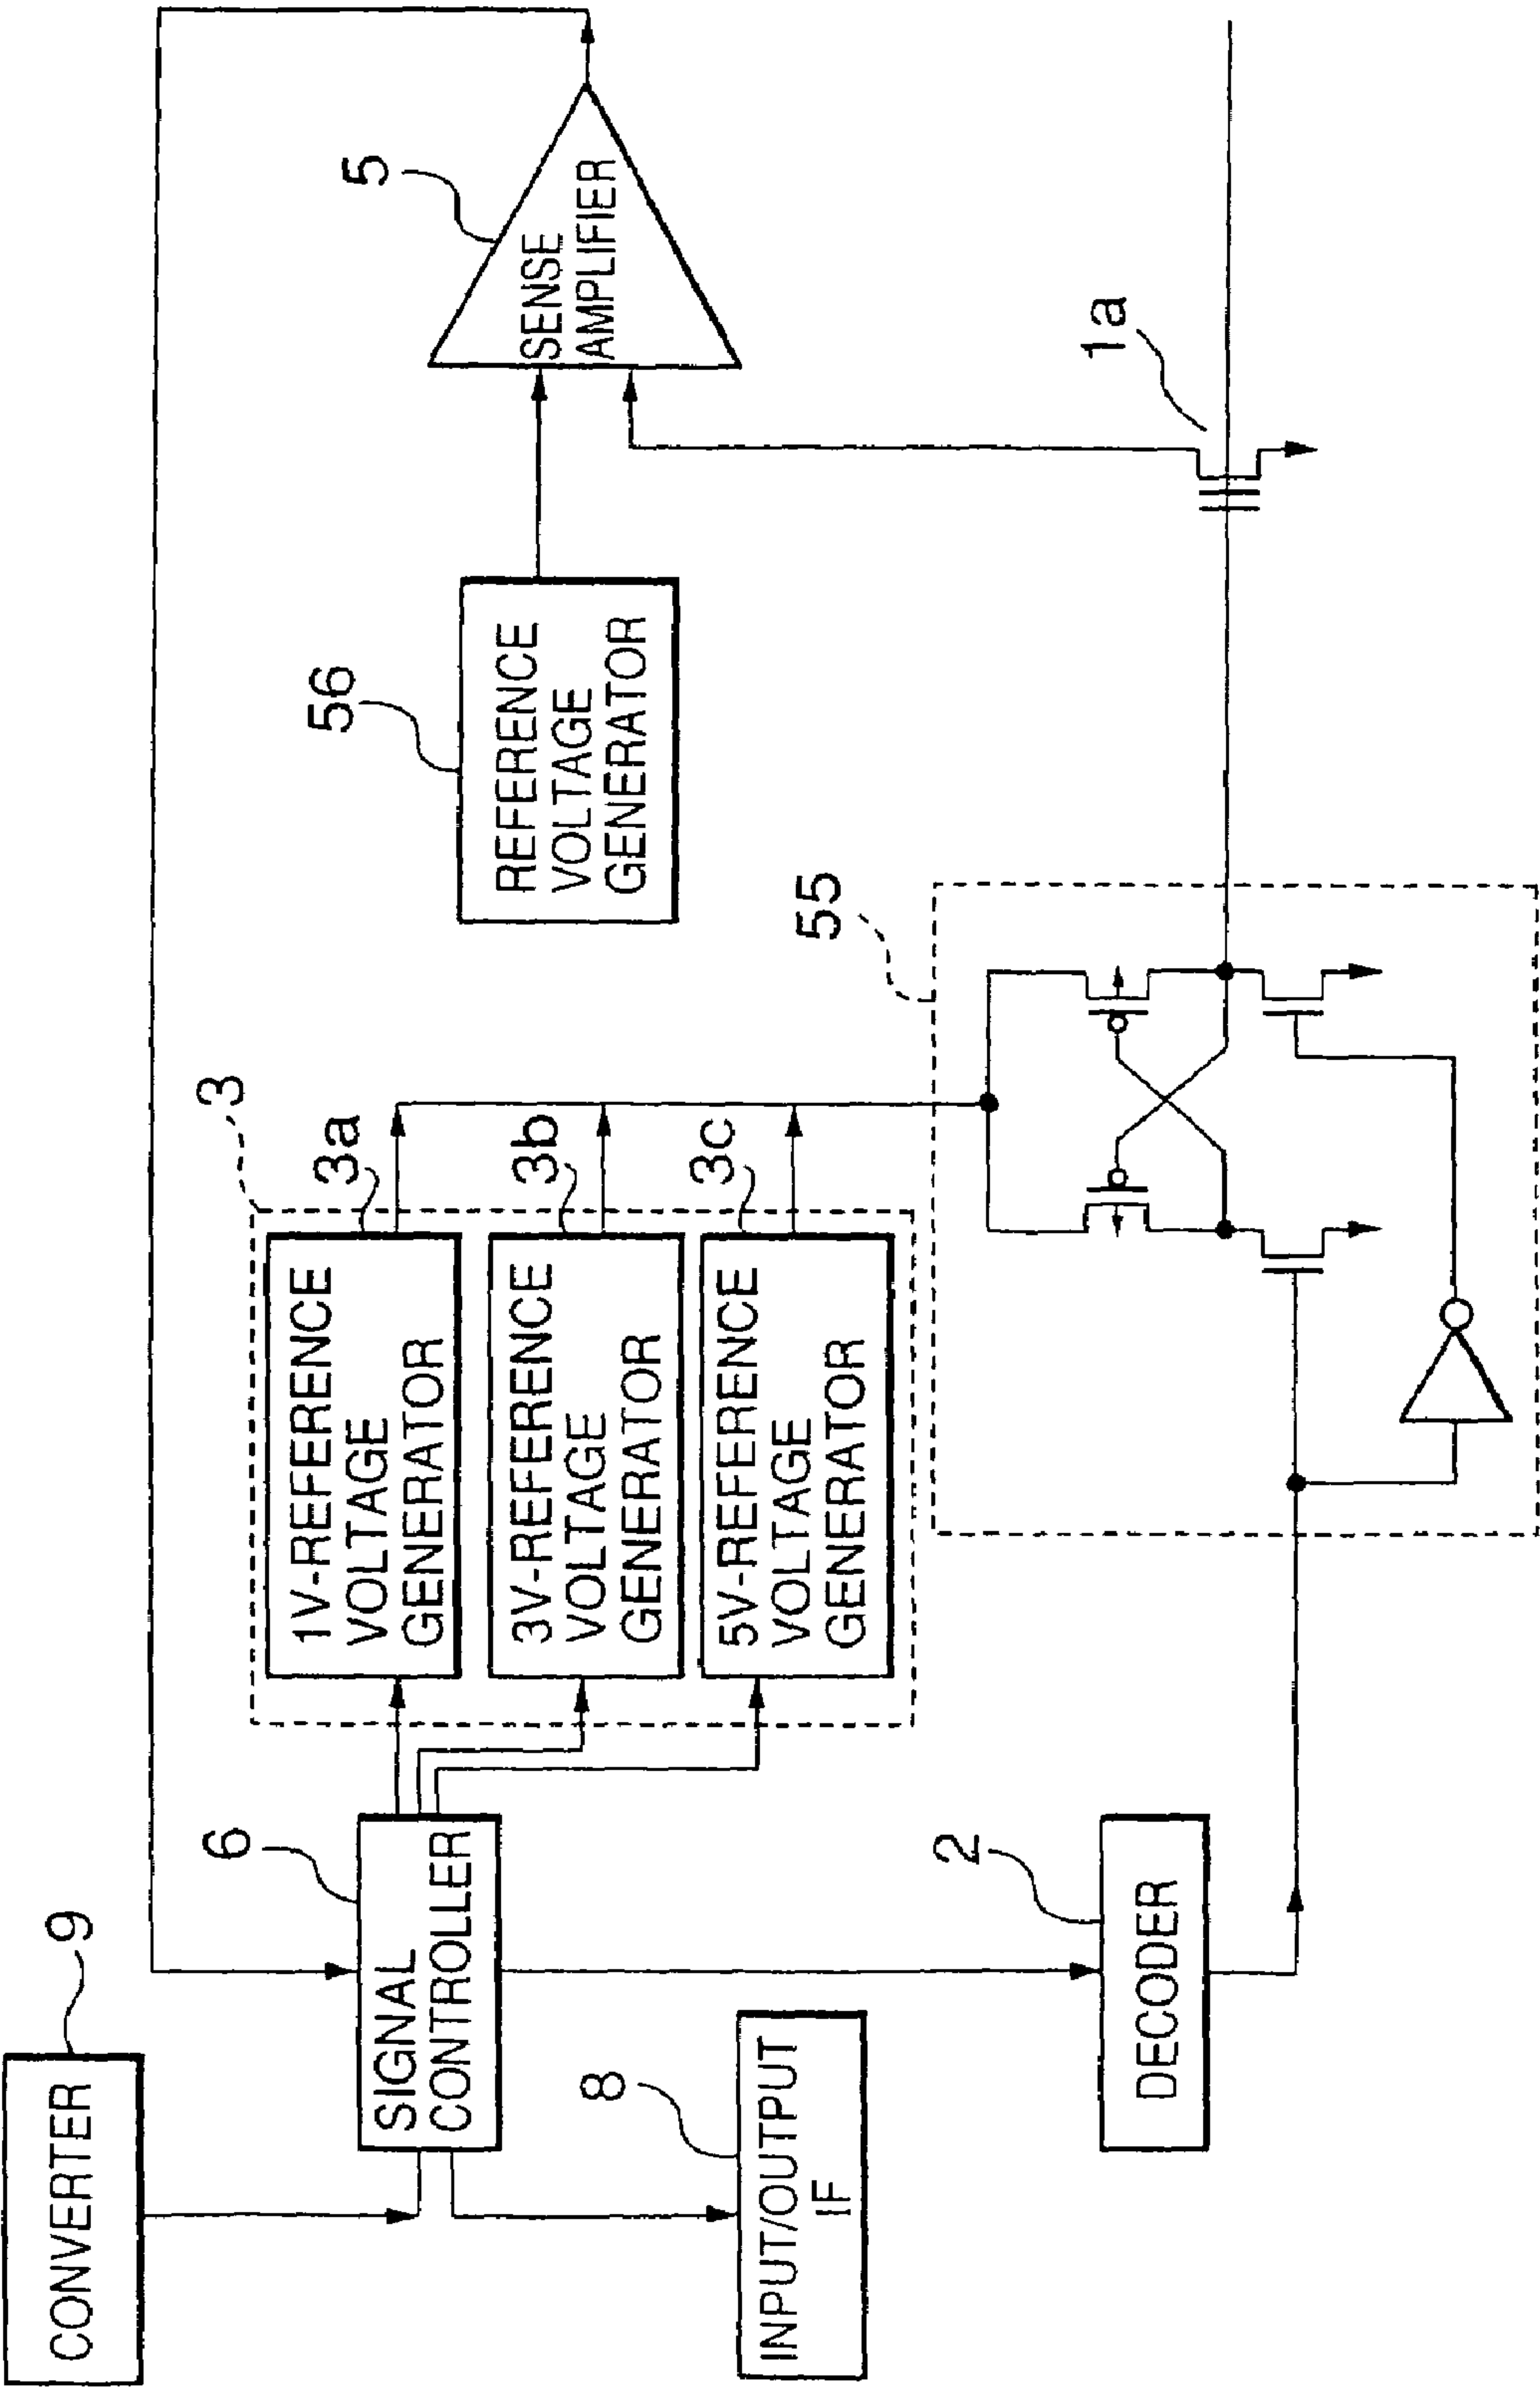 CONVERTER
9
SIGNAL
CONTROLLER
6
INPUT/OUTPUT
IF
8
DECODER
2
3
1V-REFERENCE
VOLTAGE
GENERATOR
3a
3V-REFERENCE
VOLTAGE
GENERATOR
3b
5V-REFERENCE
VOLTAGE
GENERATOR
3c
55
REFERENCE
VOLTAGE
GENERATOR
56
SENSE
AMPLIFIER
5
1a